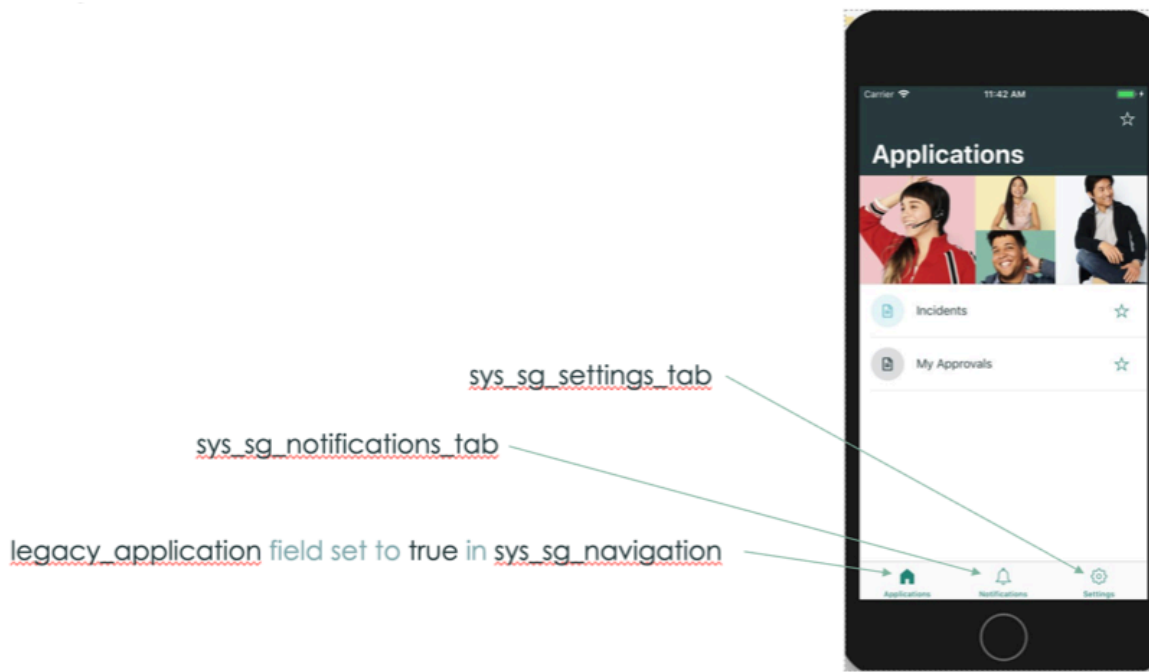 Carrier
11:42 AM
Applications
Incidents
My Approvals
sys_sg_settings_tab
sys_sg_notifications_tab
legacy_application field set to true in sys_sg_navigation
Applications
Notifications
Settings